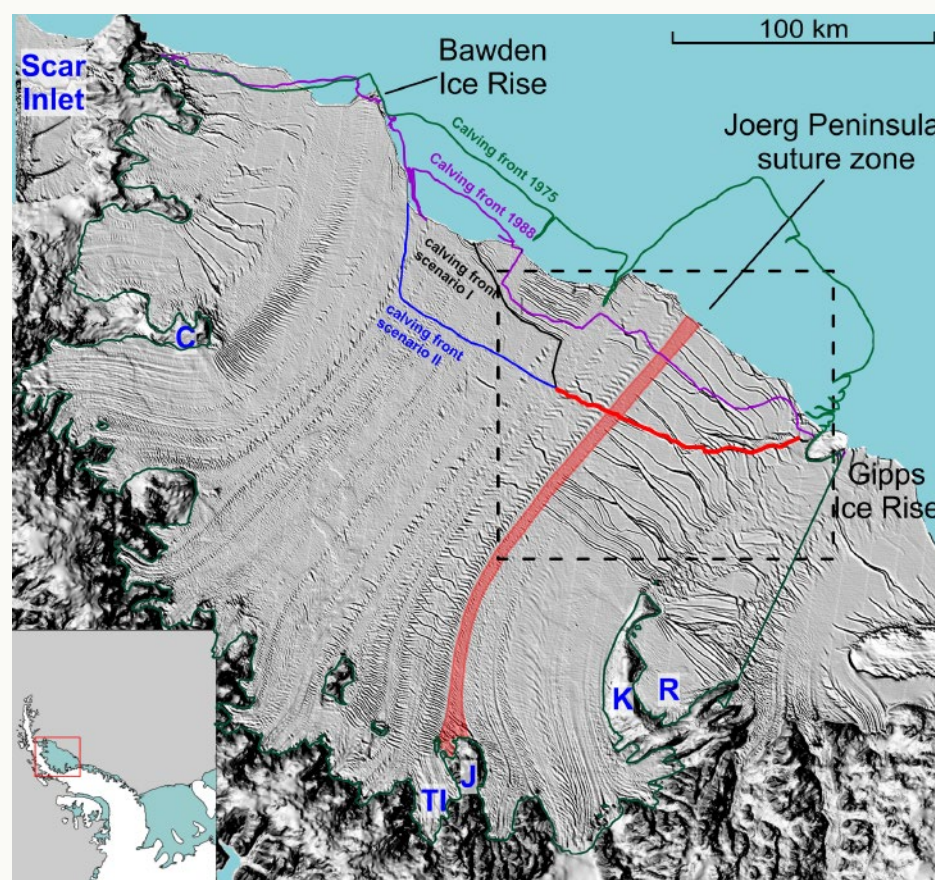 100 km
Scar
Inlet
Bawden
Ice Rise
Joerg Peninsula
suture zone
Calving front 1975
Calving front 1988
calving front
scenario I
calving front
scenario II
C
Gipps
Ice Rise
K
R
J
TI